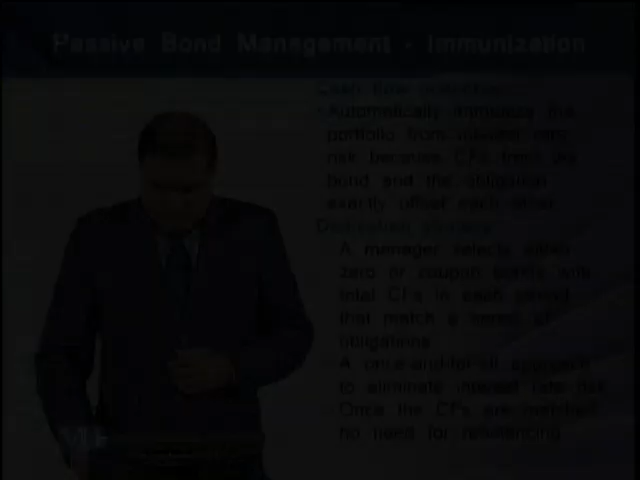 Passive Bond Management - Immunization
Cash flow
Automatically immunize the
portfolio from interest rate
risk because CFs from the
bond and the obligation
exactly offset each other
Dedication strategy
A manager selects either
zero or coupon bonds with
total CFs in each period
that match a series of
obligations
A once-and-for-all approach
to eliminate interest rate risk
Once the CFs are matched
no need for rebalancing